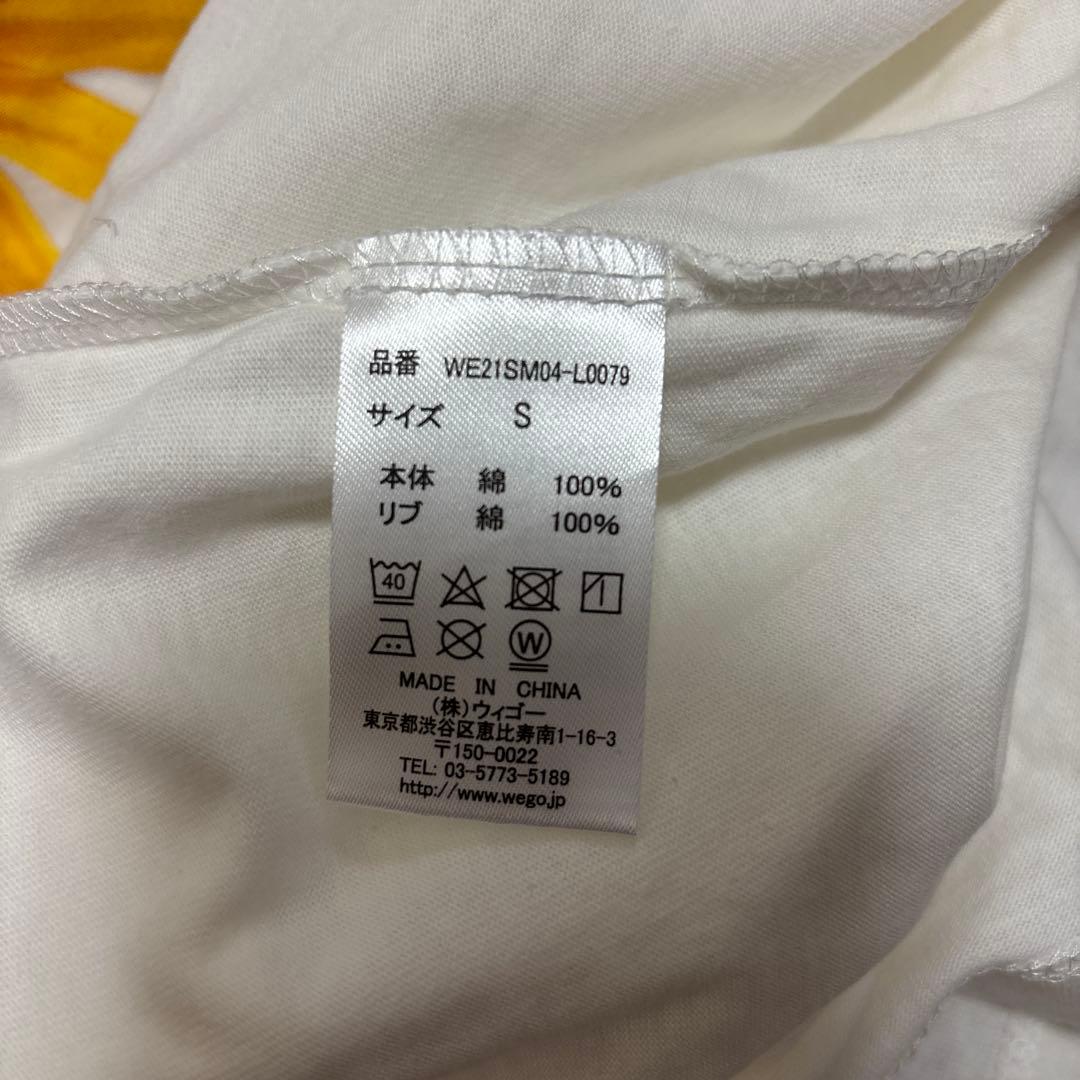 品番 WE21SM04-L0079
サイズ S
本体 綿 100%
リブ 綿 100%
40
W
MADE IN CHINA
(株)ウィゴー
東京都渋谷区恵比寿南1-16-3
〒150-0022
TEL: 03-5773-5189
http://www.wego.jp